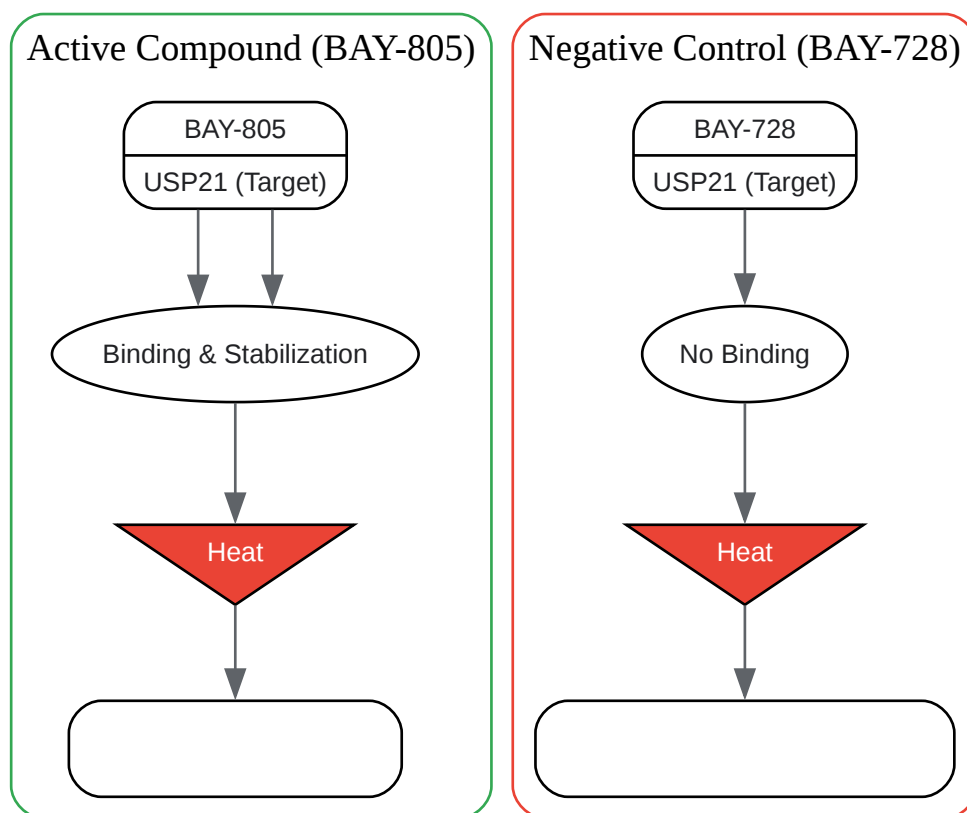 Active Compound (BAY-805)
BAY-805
USP21 (Target)
Binding & Stabilization
Heat
Negative Control (BAY-728)
BAY-728
USP21 (Target)
No Binding
Heat